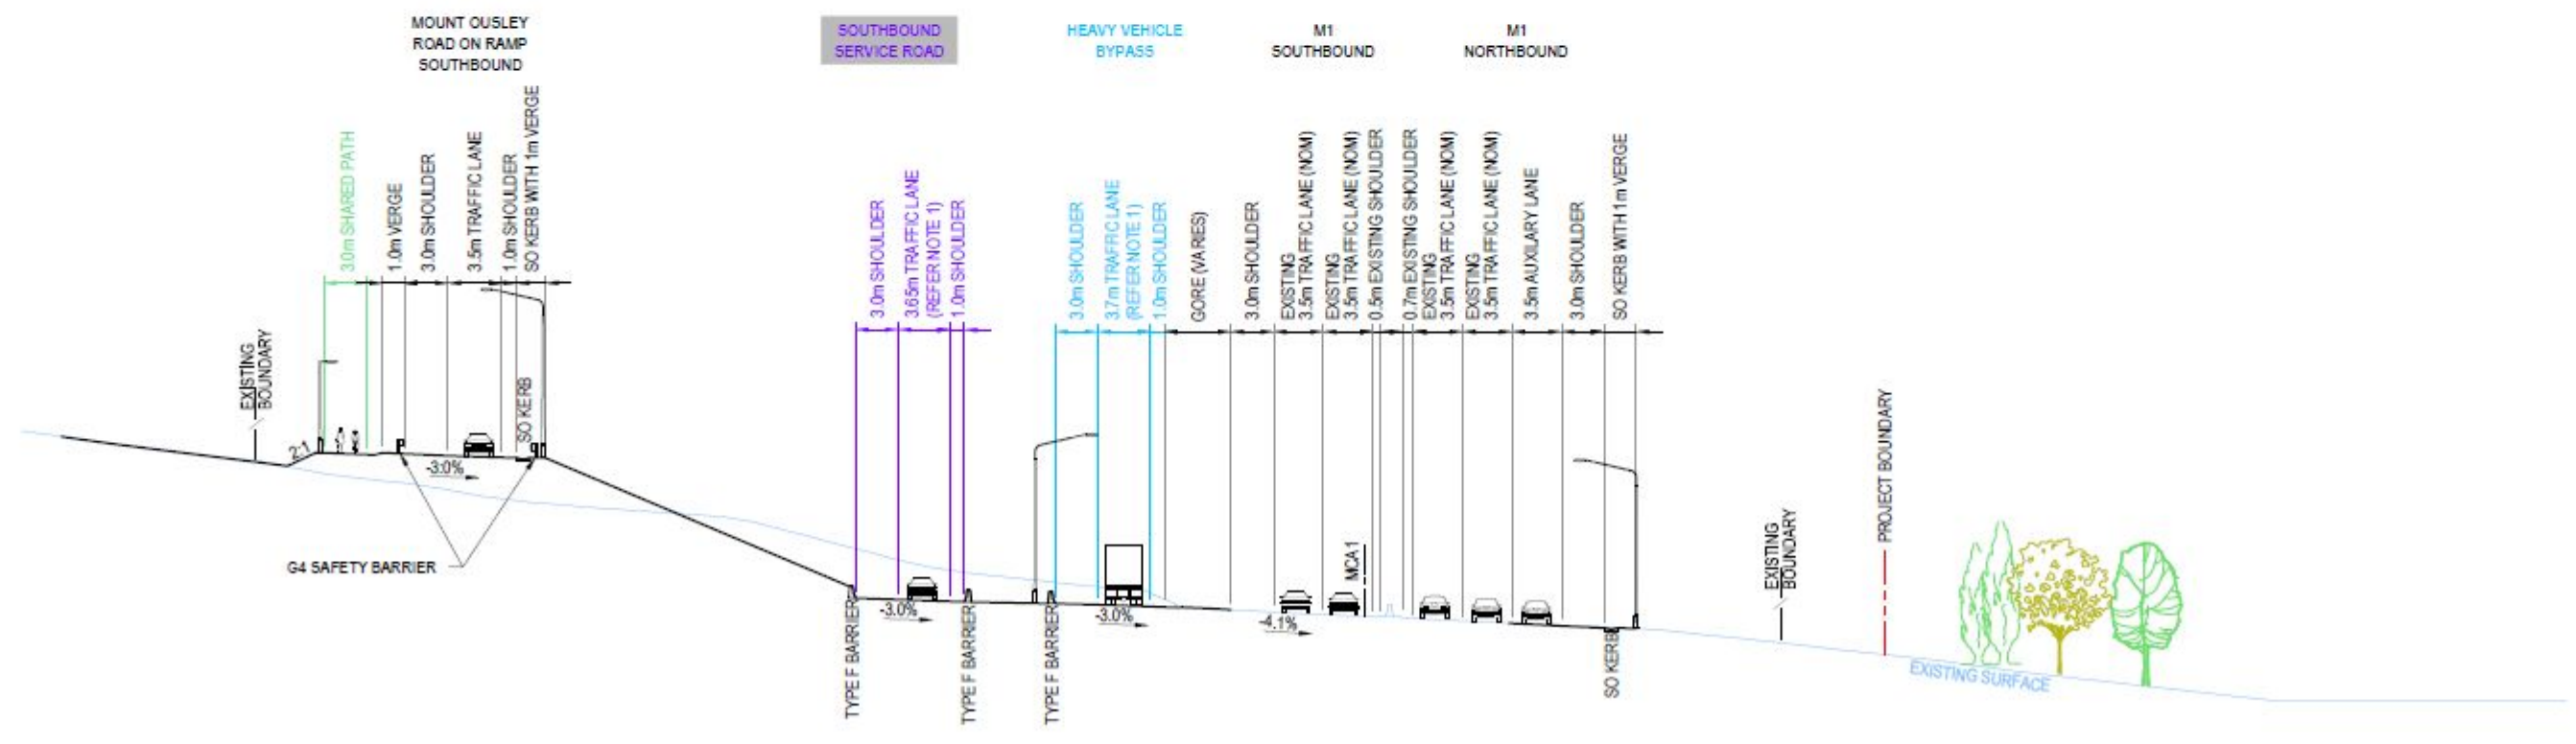 MOUNT OUSLEY
ROAD ON RAMP
SOUTHBOUND
SOUTHBOUND
SERVICE ROAD
HEAVY VEHICLE
BYPASS
M1
SOUTHBOUND
M1
NORTHBOUND
3.0m SHARED PATH
1.0m VERGE
3.0m SHOULDER
3.5m TRAFFIC LANE
1.0m SHOULDER
SO KERB WITH 1m VERGE
3.0m SHOULDER
3.65m TRAFFIC LANE
(REFER NOTE 1)
1.0m SHOULDER
3.0m SHOULDER
3.7m TRAFFIC LANE
(REFER NOTE 1)
1.0m SHOULDER
GORE (VARIES)
3.0m SHOULDER
EXISTING
3.5m TRAFFIC LANE (NOM)
EXISTING
3.5m TRAFFIC LANE (NOM)
0.5m EXISTING SHOULDER
0.7m EXISTING SHOULDER
EXISTING
3.5m TRAFFIC LANE (NOM)
EXISTING
3.5m TRAFFIC LANE (NOM)
3.5m AUXILARY LANE
3.0m SHOULDER
SO KERB WITH 1m VERGE
EXISTING
BOUNDARY
2:1
-3.0%
SO KERB
G4 SAFETY BARRIER
TYPE F BARRIER
-3.0%
TYPE F BARRIER
TYPE F BARRIER
-3.0%
-4.1%
MCA1
SO KERB
EXISTING
BOUNDARY
PROJECT BOUNDARY
EXISTING SURFACE